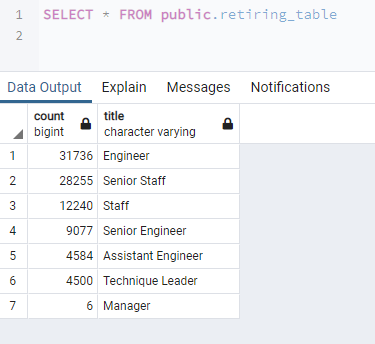 1 SELECT * FROM public.retiring_table
2
Data Output Explain Messages Notifications
count title
bigint character varying
1 31736 Engineer
2 28255 Senior Staff
3 12240 Staff
4 9077 Senior Engineer
5 4584 Assistant Engineer
6 4500 Technique Leader
7 6 Manager